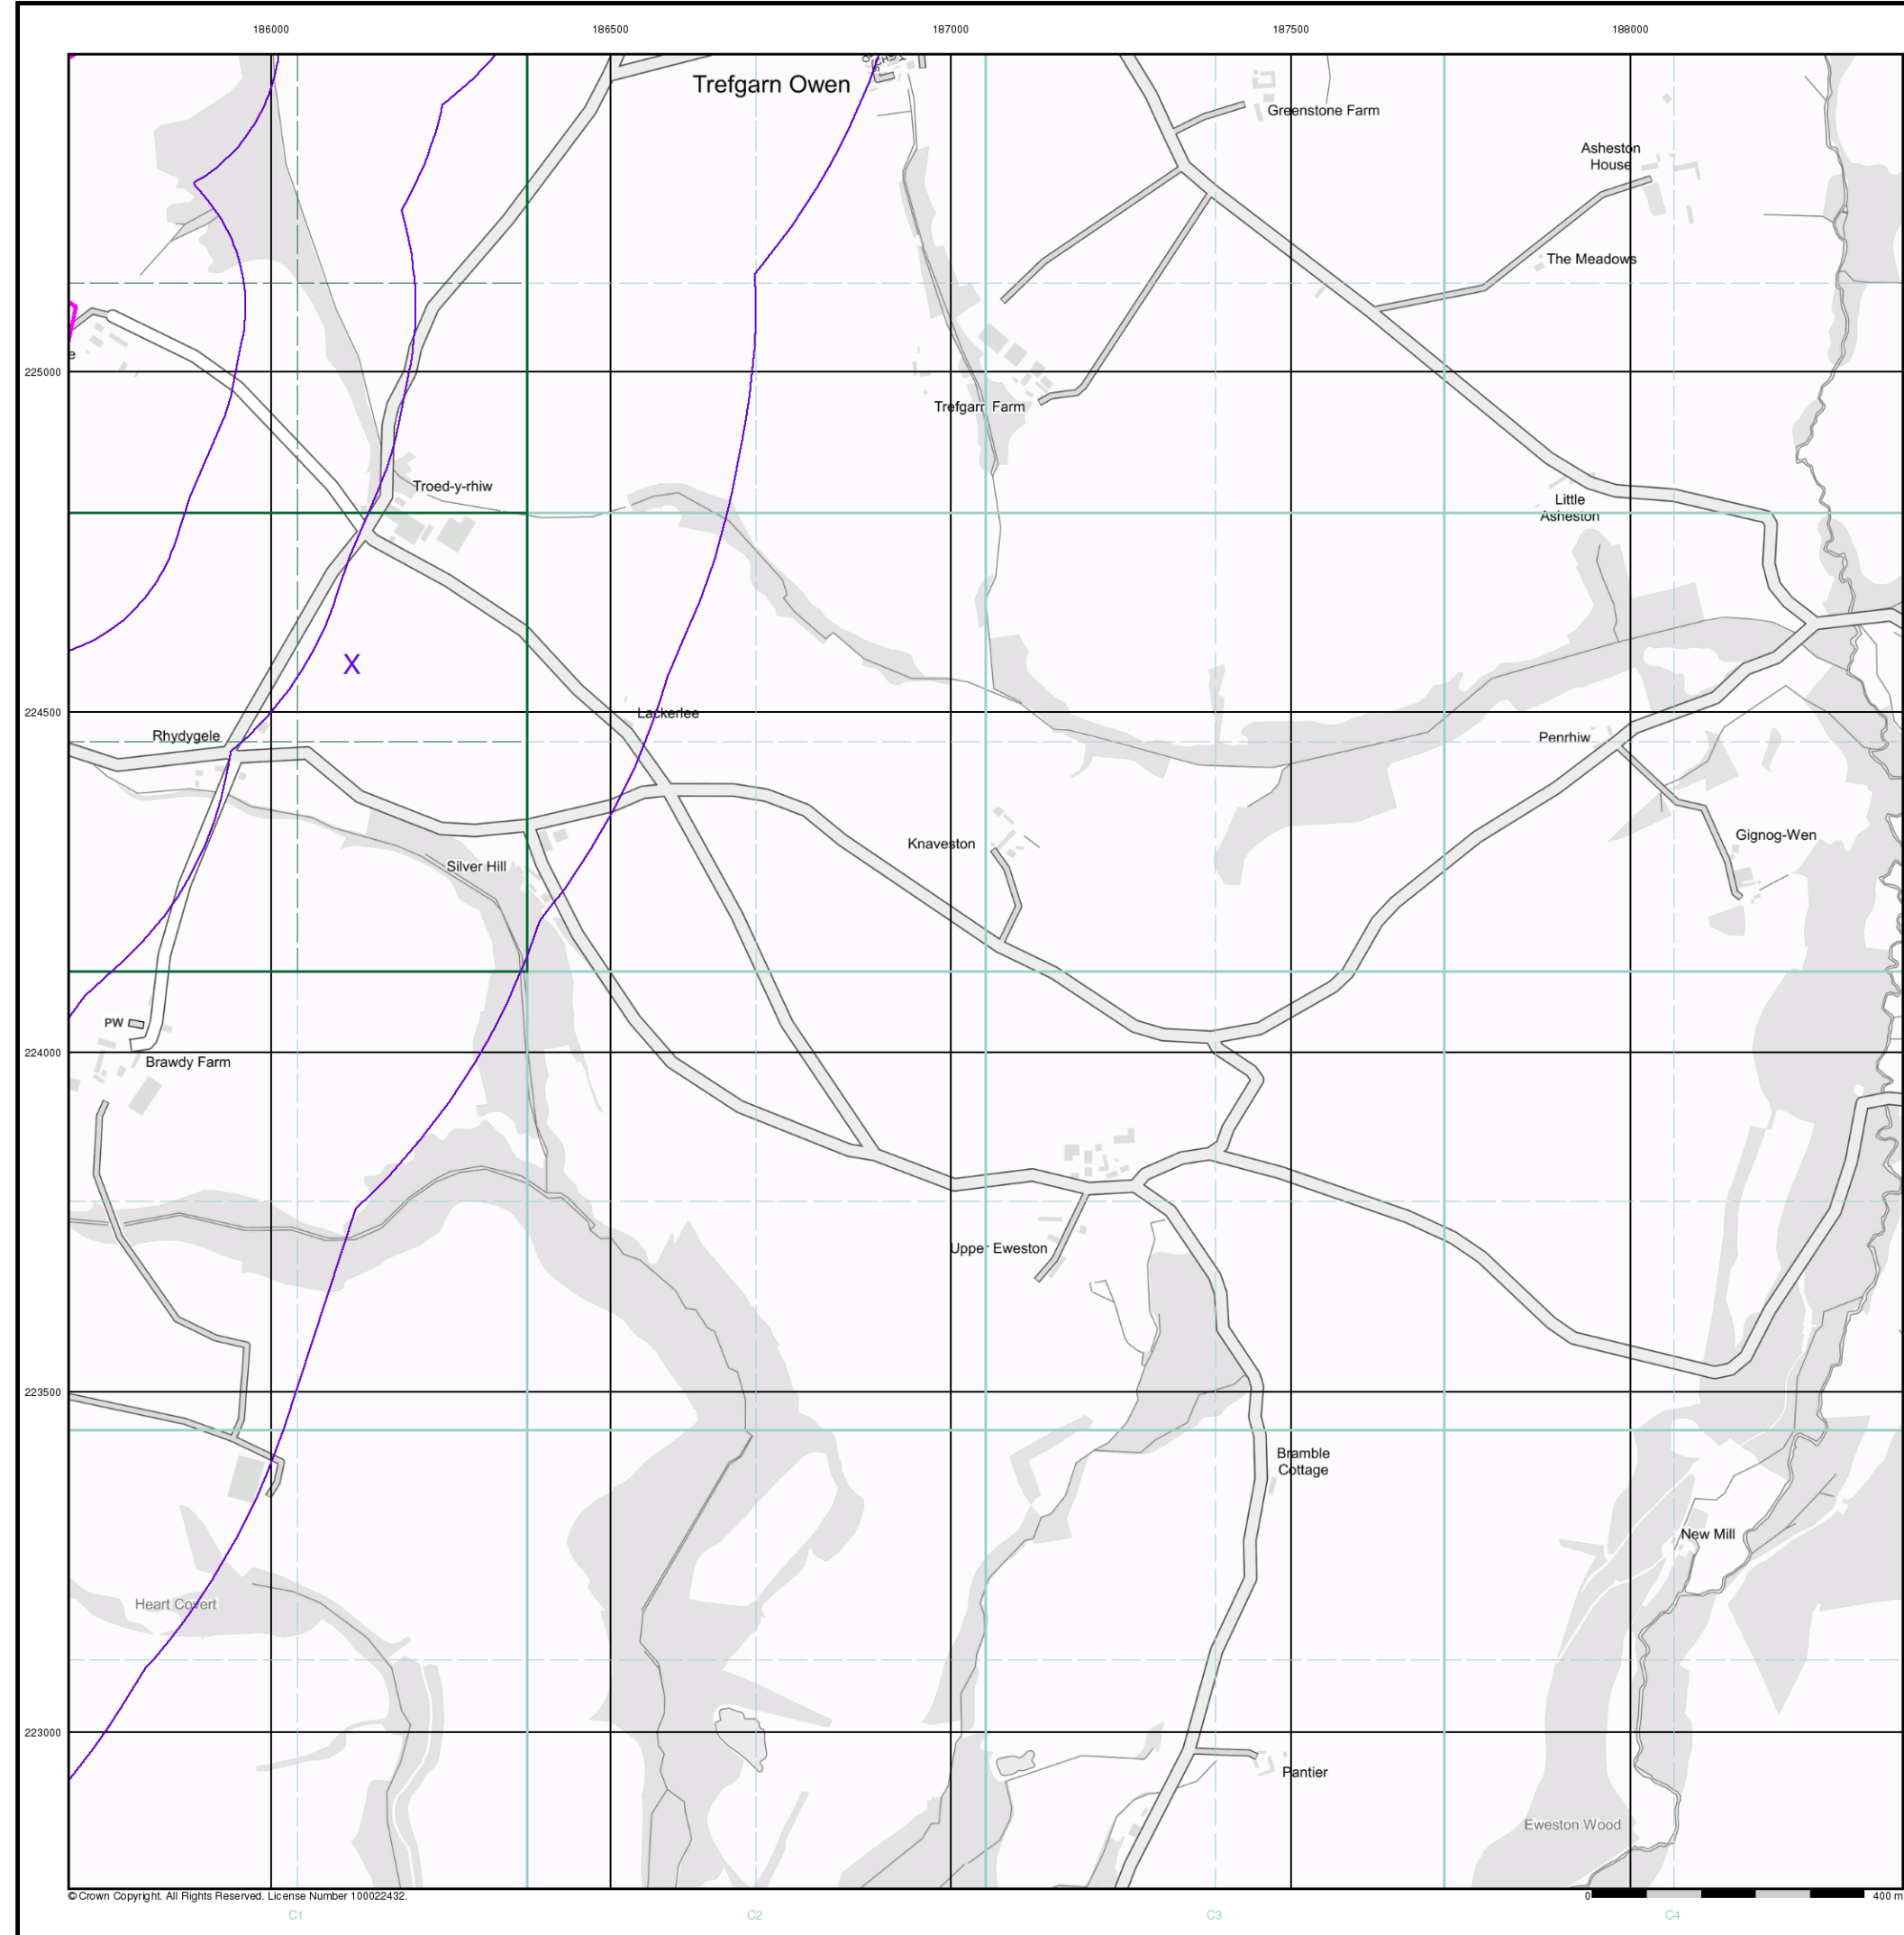 186000 186500 187000 187500 188000
Trefgarn Owen
Greenstone Farm
Asheston
House
The Meadows
e
225000
Trefgarn Farm
Troed-y-rhiw
Little
Asheston
X
224500
Lackerlee
Rhydygele
Penrhiw
Knaveston
Gignog-Wen
Silver Hill
PW
224000
Brawdy Farm
Upper Eweston
223500
Bramble
Cottage
New Mill
Heart Covert
223000
Pantier
Eweston Wood
© Crown Copyright. All Rights Reserved. License Number 100022432.
0 400 m
C1 C2 C3 C4